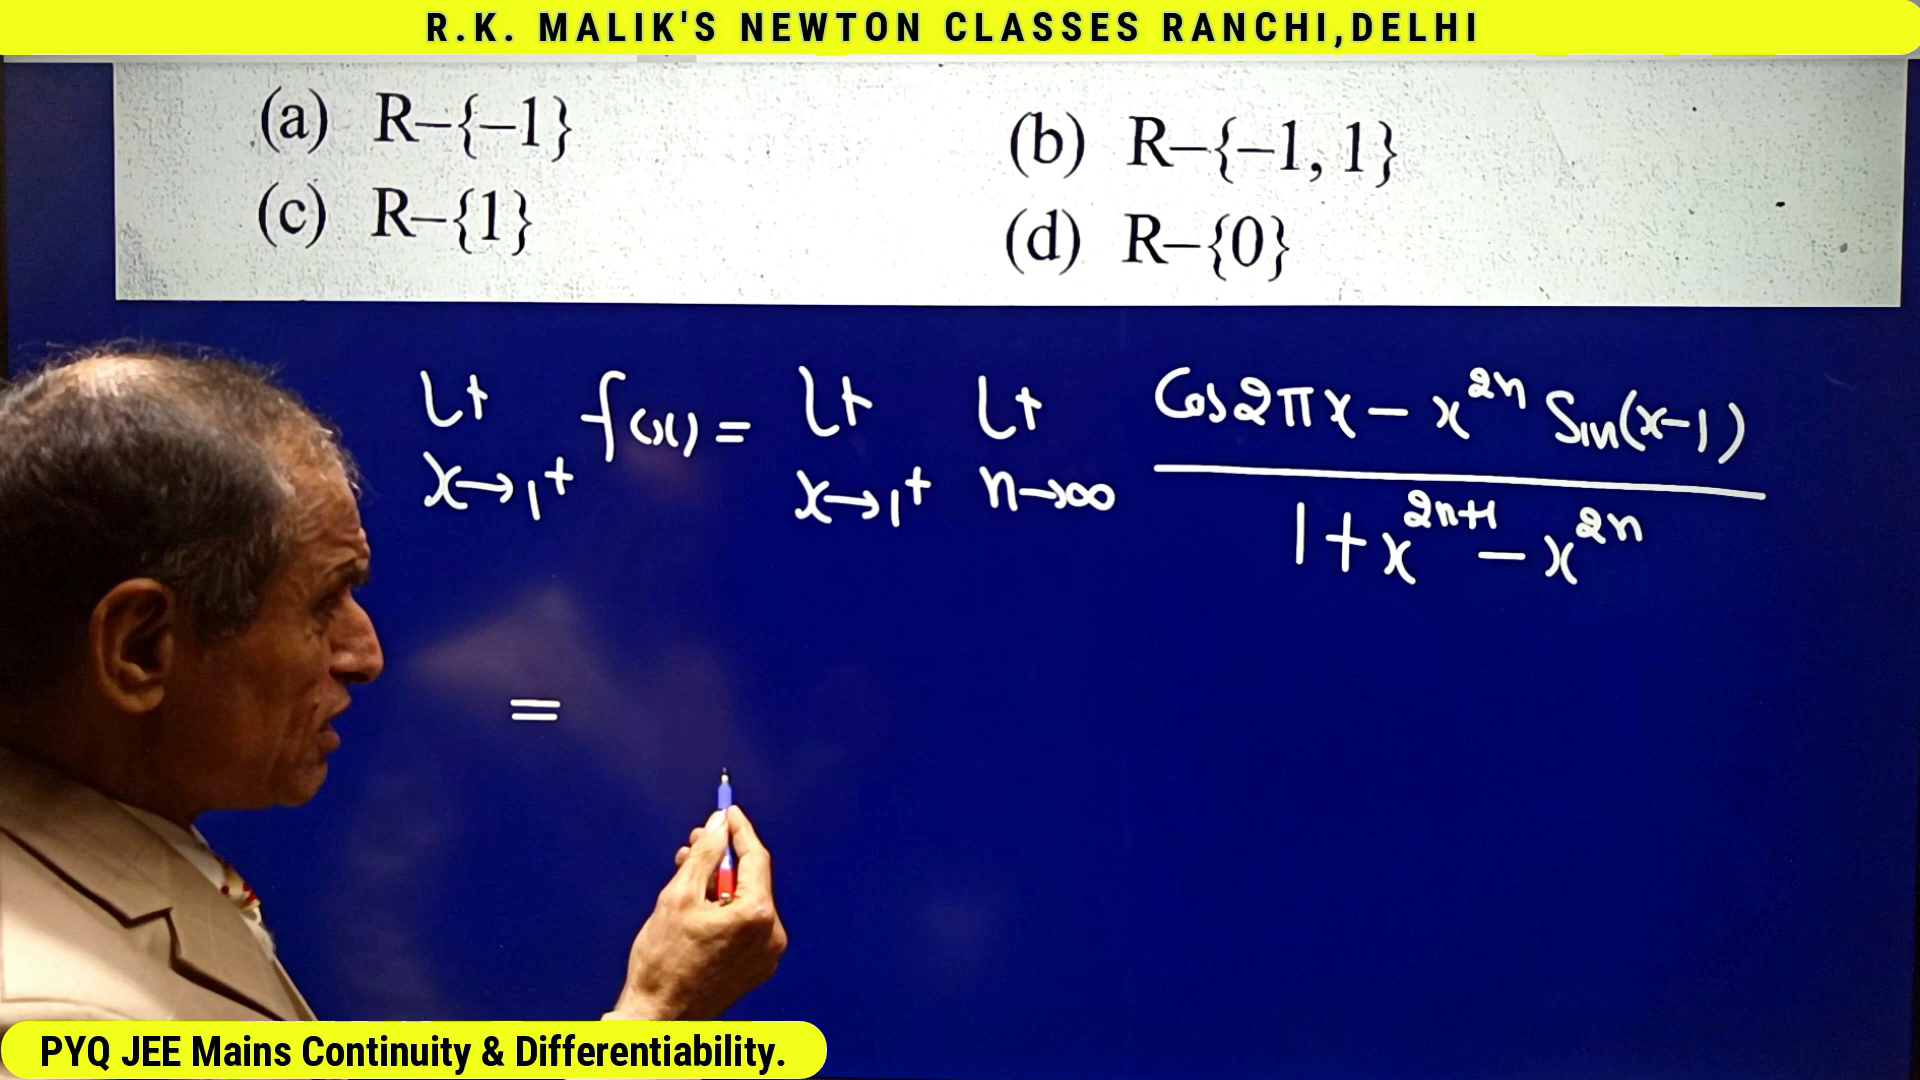 R.K. MALIK'S NEWTON CLASSES RANCHI,DELHI
(a) R–{–1} (b) R–{–1, 1}
(c) R–{1} (d) R–{0}
Lt f(x) = Lt Lt Cos2πx – x^2n Sin(x-1)
x→1+ x→1+ n→∞ 1+x^2n+1 – x^2n
=
PYQ JEE Mains Continuity & Differentiability.